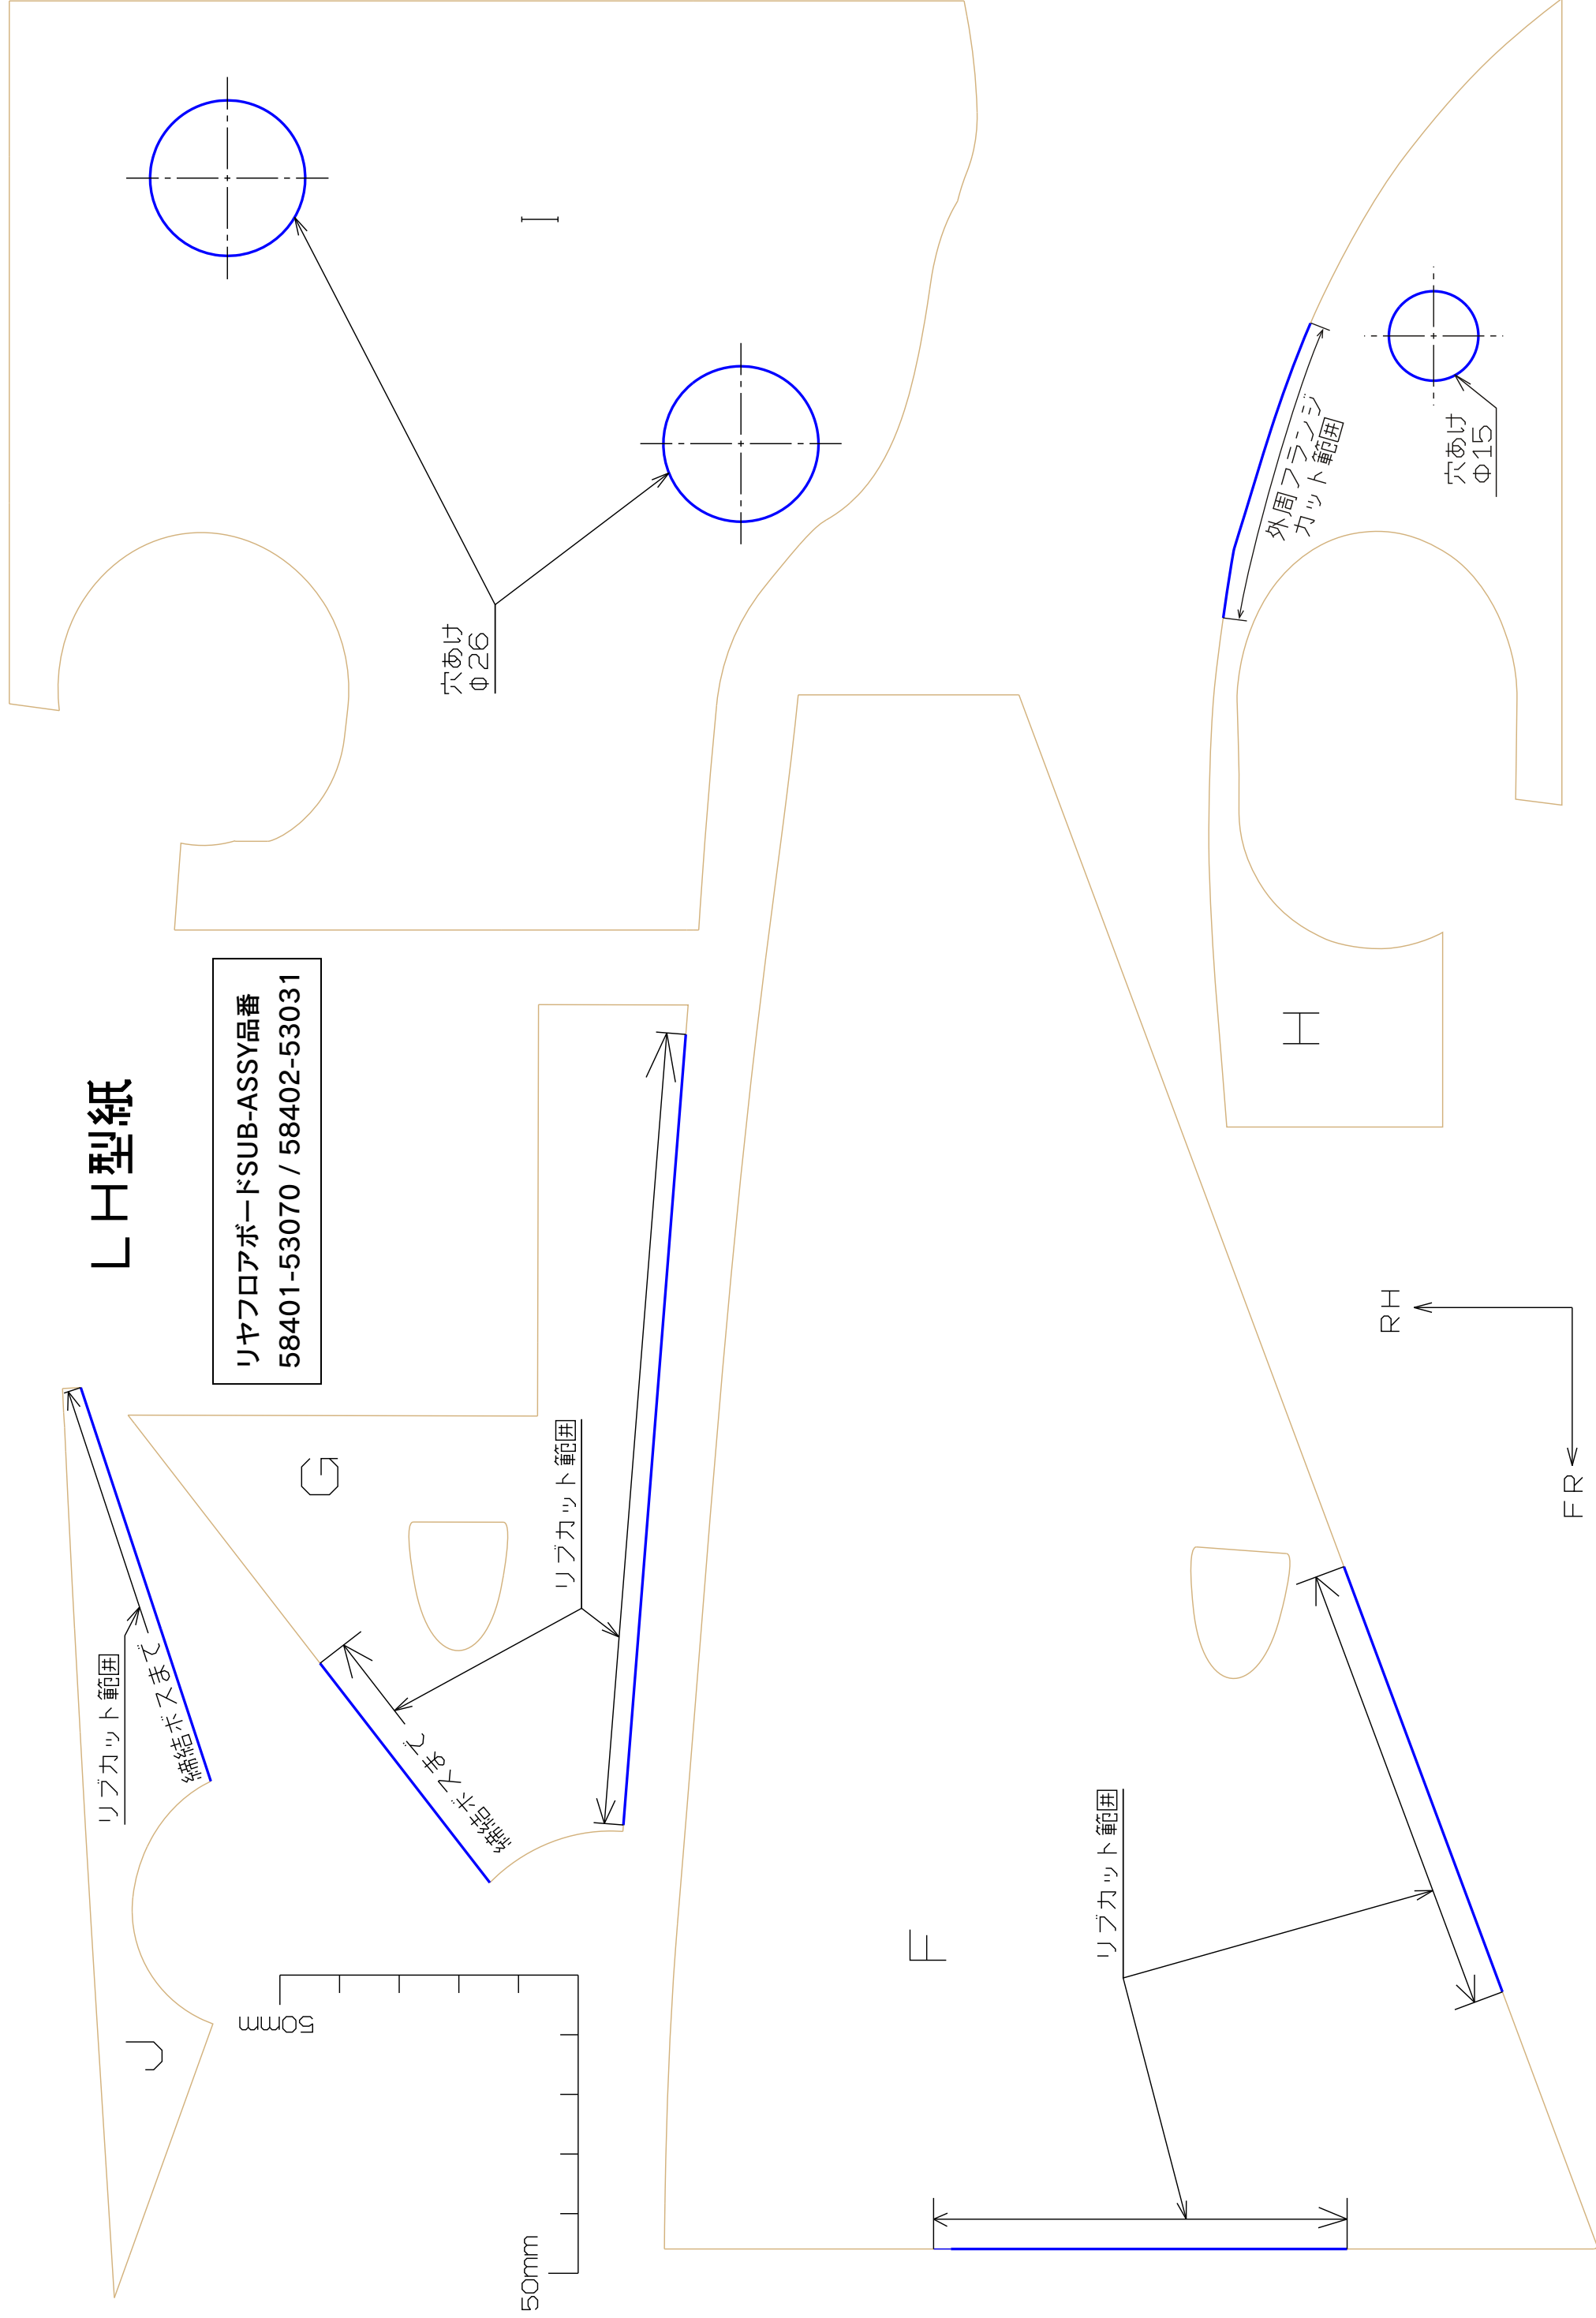 LH型紙
リヤフロアボードSUB-ASSY品番
58401-53070 / 58402-53031
I
穴あけ
Φ26
外周フランジ
カット範囲
穴あけ
Φ15
H
G
リブカット範囲
締結ボスまで
リブカット範囲
締結ボスまで
J
50mm
50mm
F
リブカット範囲
RH
FR